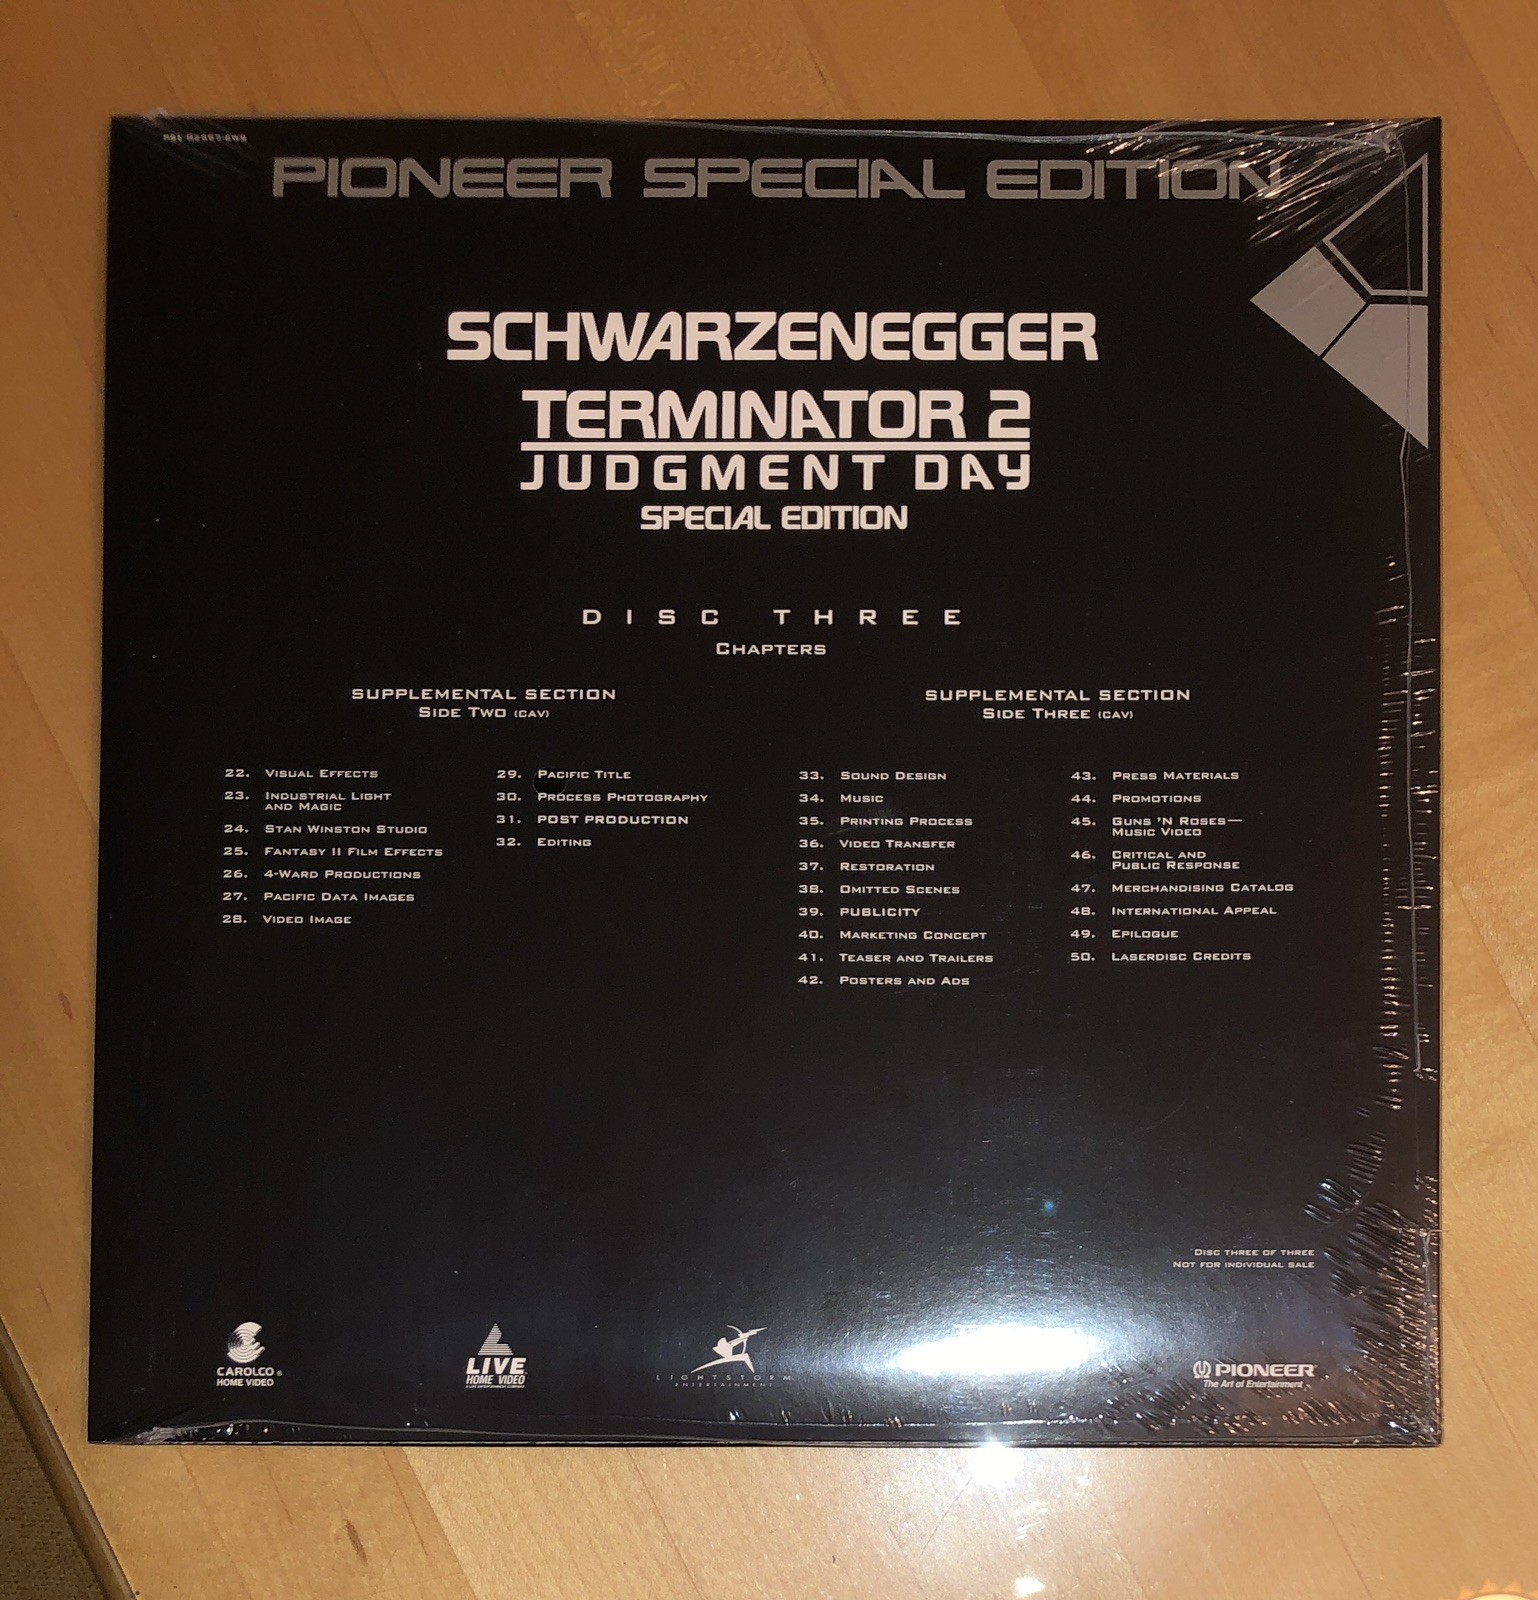 PIONEER SPECIAL EDITION
SCHWARZENEGGER
TERMINATOR 2
JUDGMENT DAY
SPECIAL EDITION
DISC THREE
CHAPTERS
SUPPLEMENTAL SECTION
SIDE TWO (CAV)
22. VISUAL EFFECTS
23. INDUSTRIAL LIGHT
AND MAGIC
24. STAN WINSTON STUDIO
25. FANTASY II FILM EFFECTS
26. 4-WARD PRODUCTIONS
27. PACIFIC DATA IMAGES
28. VIDEO IMAGE
29. PACIFIC TITLE
30. PROCESS PHOTOGRAPHY
31. POST PRODUCTION
32. EDITING
SUPPLEMENTAL SECTION
SIDE THREE (CAV)
33. SOUND DESIGN
34. MUSIC
35. PRINTING PROCESS
36. VIDEO TRANSFER
37. RESTORATION
38. OMITTED SCENES
39. PUBLICITY
40. MARKETING CONCEPT
41. TEASER AND TRAILERS
42. POSTERS AND ADS
43. PRESS MATERIALS
44. PROMOTIONS
45. GUNS 'N ROSES—
MUSIC VIDEO
46. CRITICAL AND
PUBLIC RESPONSE
47. MERCHANDISING CATALOG
48. INTERNATIONAL APPEAL
49. EPILOGUE
50. LASERDISC CREDITS
DISC THREE OF THREE
NOT FOR INDIVIDUAL SALE
CAROLCO®
HOME VIDEO
LIVE
HOME VIDEO
A LIVE ENTERTAINMENT COMPANY
LIGHTSTORM
ENTERTAINMENT
PIONEER®
The Art of Entertainment